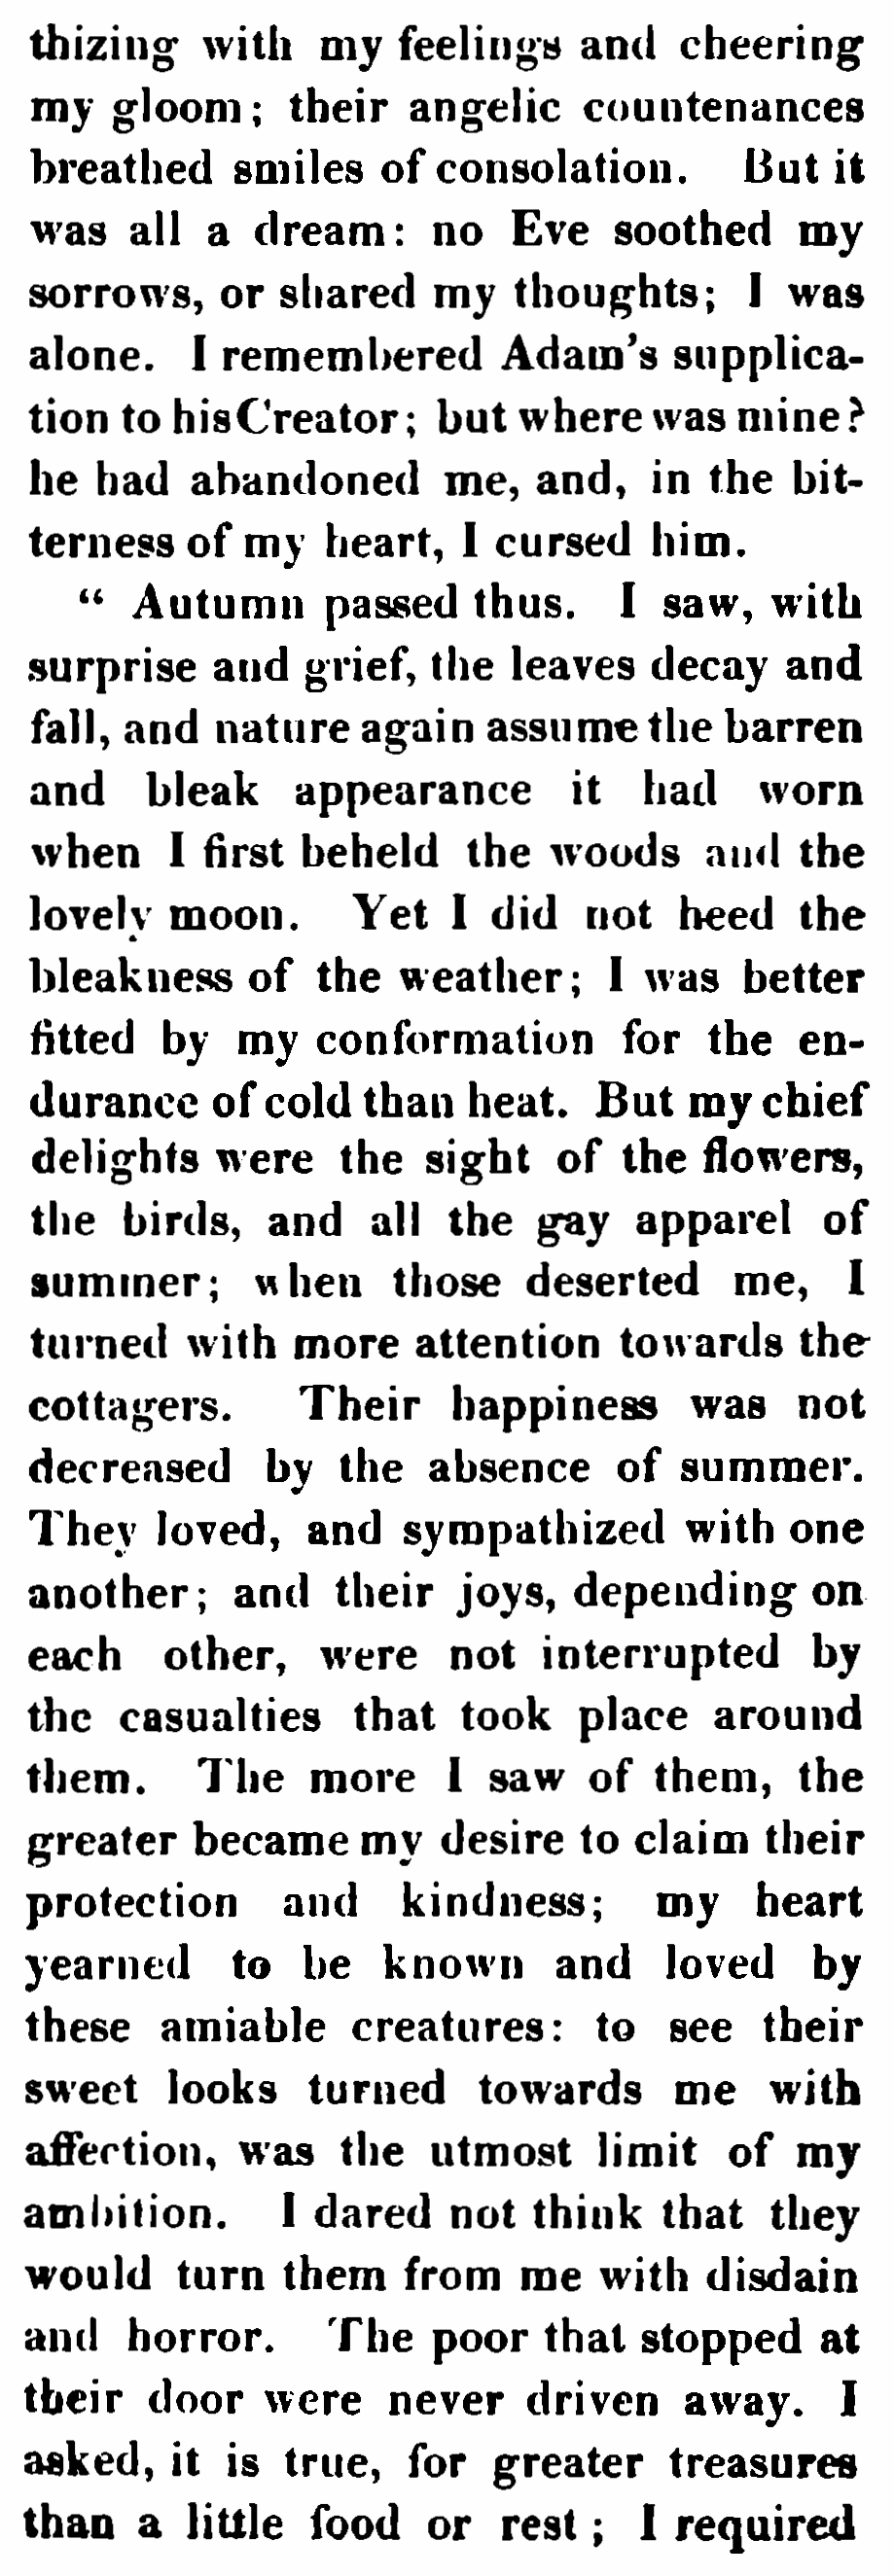 thizing with my feelings and cheering
my gloom; their angelic countenances
breathed smiles of consolation. But it
was all a dream: no Eve soothed my
sorrows, or shared my thoughts; I was
alone. I remembered Adam's supplica-
tion to his Creator; but where was mine?
he had abandoned me, and, in the bit-
terness of my heart, I cursed him.
“ Autumn passed thus. I saw, with
surprise and grief, the leaves decay and
fall, and nature again assume the barren
and bleak appearance it had worn
when I first beheld the woods and the
lovely moon. Yet I did not heed the
bleakness of the weather; I was better
fitted by my conformation for the en-
durance of cold than heat. But my chief
delights were the sight of the flowers,
the birds, and all the gay apparel of
summer; when those deserted me, I
turned with more attention towards the
cottagers. Their happiness was not
decreased by the absence of summer.
They loved, and sympathized with one
another; and their joys, depending on
each other, were not interrupted by
the casualties that took place around
them. The more I saw of them, the
greater became my desire to claim their
protection and kindness; my heart
yearned to be known and loved by
these amiable creatures: to see their
sweet looks turned towards me with
affection, was the utmost limit of my
ambition. I dared not think that they
would turn them from me with disdain
and horror. The poor that stopped at
their door were never driven away. I
asked, it is true, for greater treasures
than a little food or rest; I required